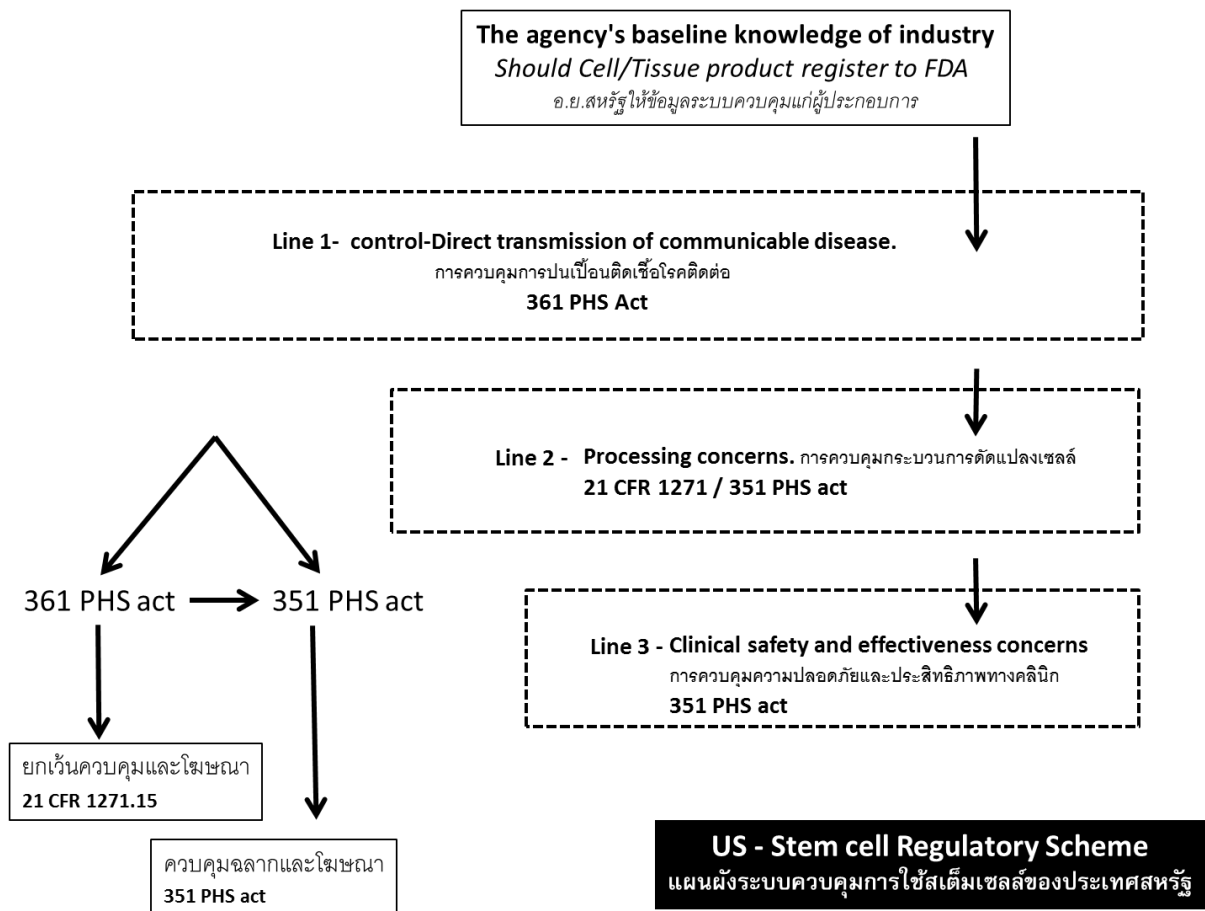 The agency's baseline knowledge of industry
Should Cell/Tissue product register to FDA
อ.ย.สหรัฐให้ข้อมูลระบบควบคุมแก่ผู้ประกอบการ
Line 1- control-Direct transmission of communicable disease.
การควบคุมการปนเปื้อนติดเชื้อโรคติดต่อ
361 PHS Act
Line 2 - Processing concerns. การควบคุมกระบวนการดัดแปลงเซลล์
21 CFR 1271 / 351 PHS act
Line 3 - Clinical safety and effectiveness concerns
การควบคุมความปลอดภัยและประสิทธิภาพทางคลินิก
351 PHS act
361 PHS act
351 PHS act
ยกเว้นควบคุมและโฆษณา
21 CFR 1271.15
ควบคุมฉลากและโฆษณา
351 PHS act
US - Stem cell Regulatory Scheme
แผนผังระบบควบคุมการใช้สเต็มเซลล์ของประเทศสหรัฐ